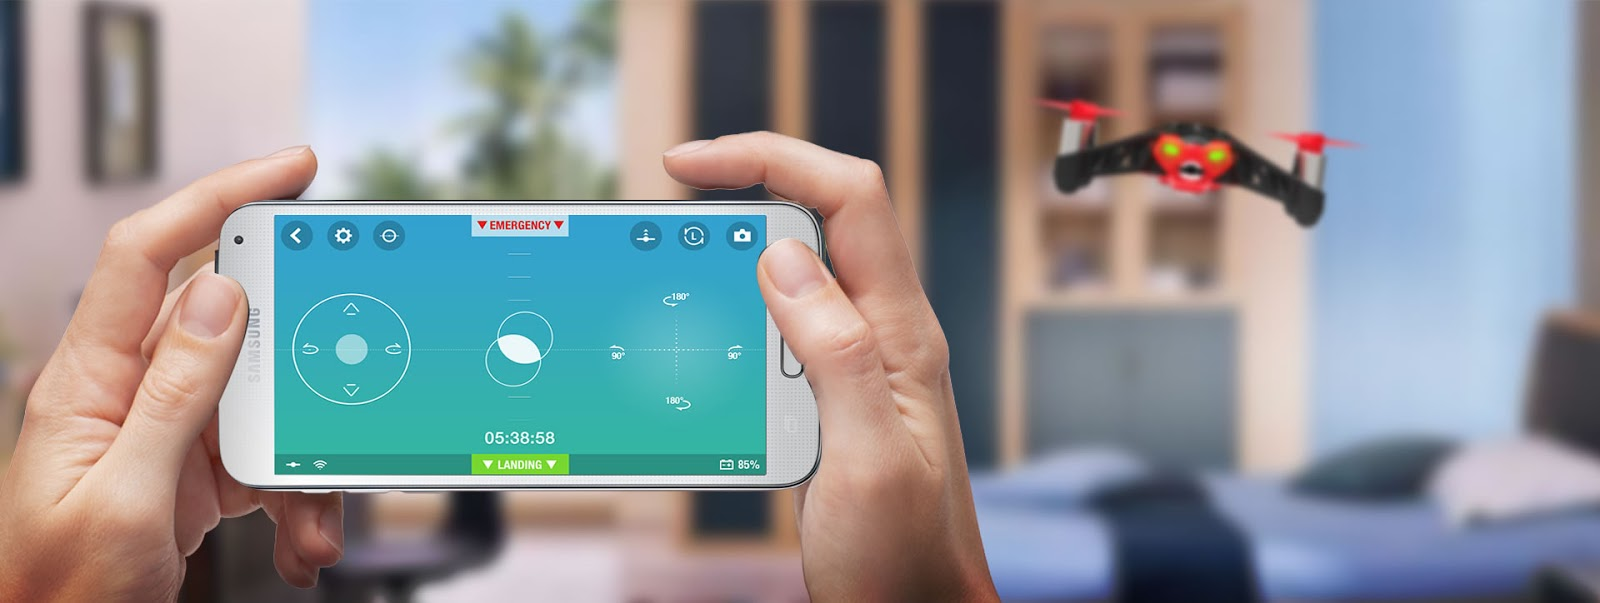 ▼ EMERGENCY ▼
L
180°
90°
90°
180°
SAMSUNG
05:38:58
▼ LANDING ▼
85%